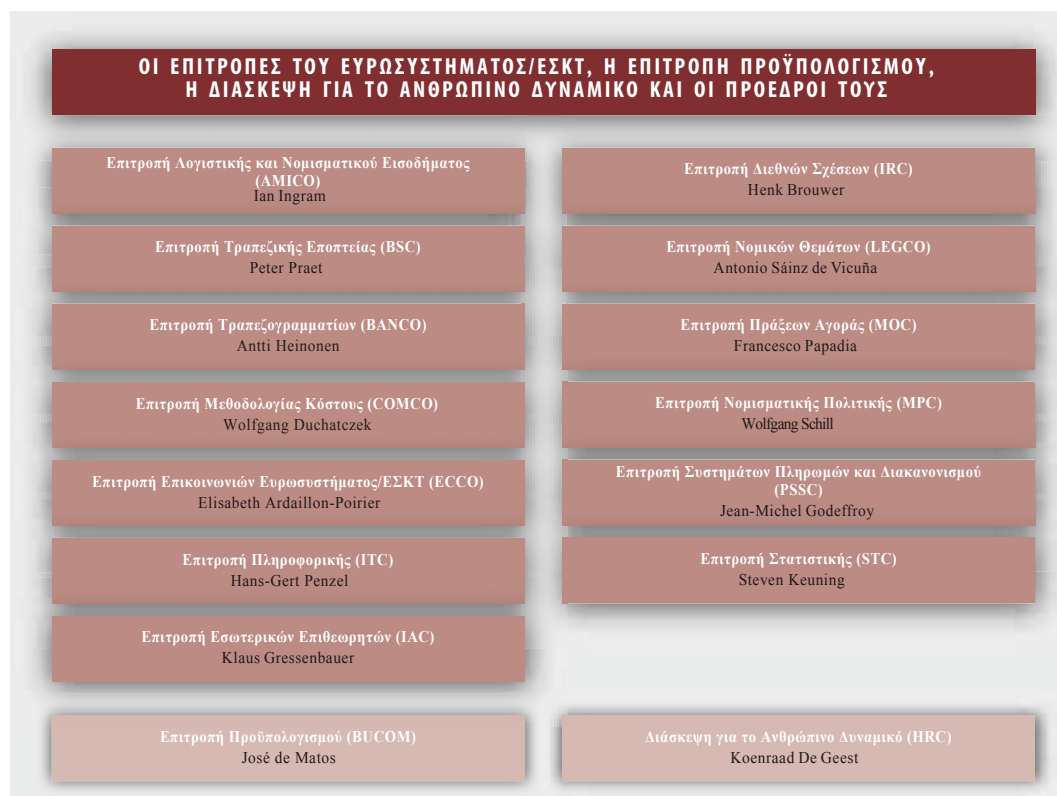 ΟΙ ΕΠΙΤΡΟΠΕΣ ΤΟΥ ΕΥΡΩΣΥΣΤΗΜΑΤΟΣ/ΕΣΚΤ, Η ΕΠΙΤΡΟΠΗ ΠΡΟΫΠΟΛΟΓΙΣΜΟΥ,
Η ΔΙΑΣΚΕΨΗ ΓΙΑ ΤΟ ΑΝΘΡΩΠΙΝΟ ΔΥΝΑΜΙΚΟ ΚΑΙ ΟΙ ΠΡΟΕΔΡΟΙ ΤΟΥΣ
Επιτροπή Λογιστικής και Νομισματικού Εισοδήματος
(AMICO)
Ian Ingram
Επιτροπή Τραπεζικής Εποπτείας (BSC)
Peter Praet
Επιτροπή Τραπεζογραμματίων (BANCO)
Antti Heinonen
Επιτροπή Μεθοδολογίας Κόστους (COMCO)
Wolfgang Duchatczek
Επιτροπή Επικοινωνιών Ευρωσυστήματος/ΕΣΚΤ (ECCO)
Elisabeth Ardaillon-Poirier
Επιτροπή Πληροφορικής (ITC)
Hans-Gert Penzel
Επιτροπή Εσωτερικών Επιθεωρητών (IAC)
Klaus Gressenbauer
Επιτροπή Διεθνών Σχέσεων (IRC)
Henk Brouwer
Επιτροπή Νομικών Θεμάτων (LEGCO)
Antonio Sáinz de Vicuña
Επιτροπή Πράξεων Αγοράς (MOC)
Francesco Papadia
Επιτροπή Νομισματικής Πολιτικής (MPC)
Wolfgang Schill
Επιτροπή Συστημάτων Πληρωμών και Διακανονισμού
(PSSC)
Jean-Michel Godeffroy
Επιτροπή Στατιστικής (STC)
Steven Keuning
Επιτροπή Προϋπολογισμού (BUCOM)
José de Matos
Διάσκεψη για το Ανθρώπινο Δυναμικό (HRC)
Koenraad De Geest